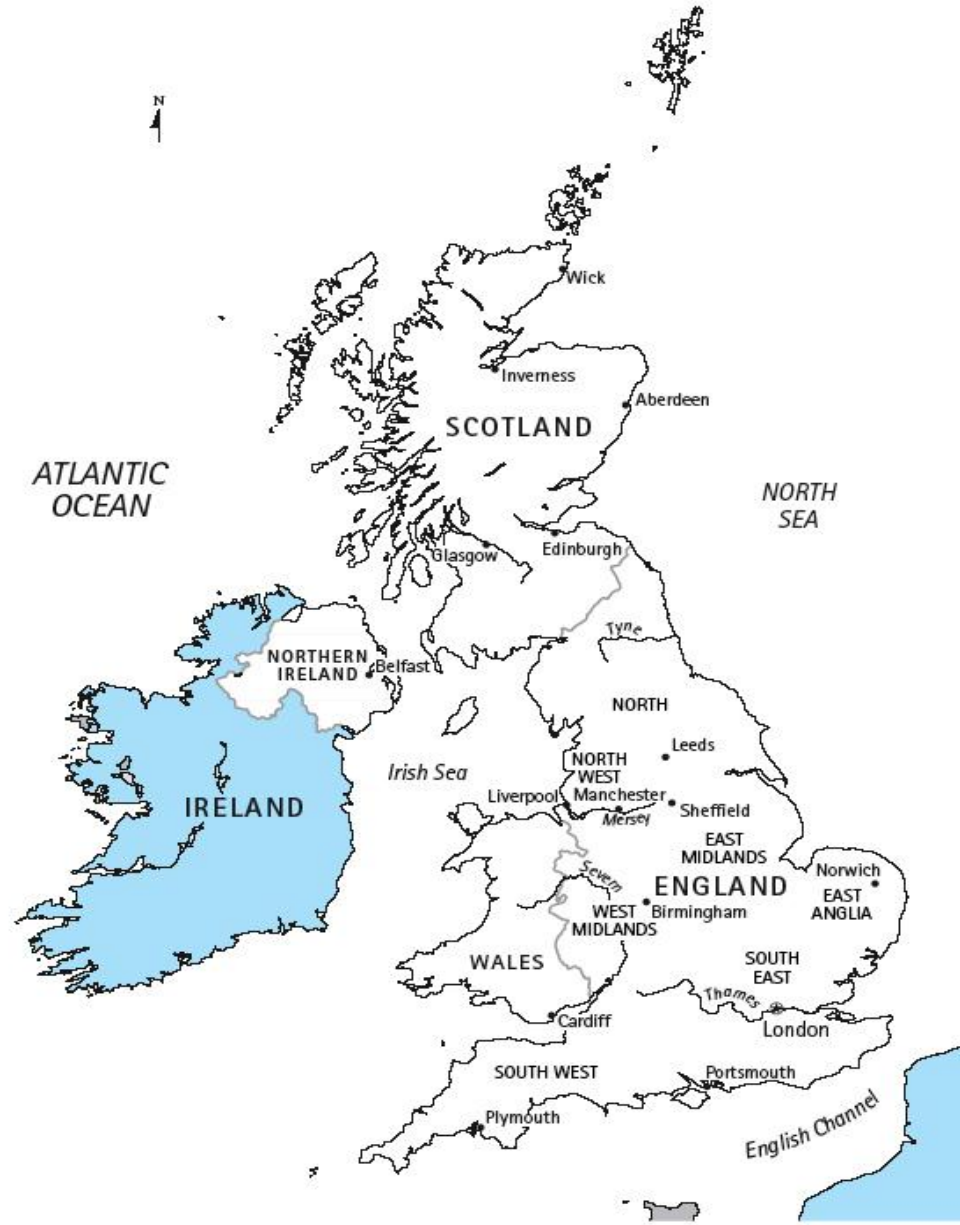 N
Wick
Inverness
Aberdeen
SCOTLAND
ATLANTIC
OCEAN
NORTH
SEA
Glasgow
Edinburgh
Tyne
NORTHERN
IRELAND
Belfast
NORTH
Leeds
Irish Sea
NORTH
WEST
Liverpool
Manchester
Mersey
Sheffield
IRELAND
EAST
MIDLANDS
Severn
ENGLAND
Norwich
EAST
ANGLIA
WEST
MIDLANDS
Birmingham
WALES
SOUTH
EAST
Thames
London
Cardiff
SOUTH WEST
Portsmouth
Plymouth
English Channel